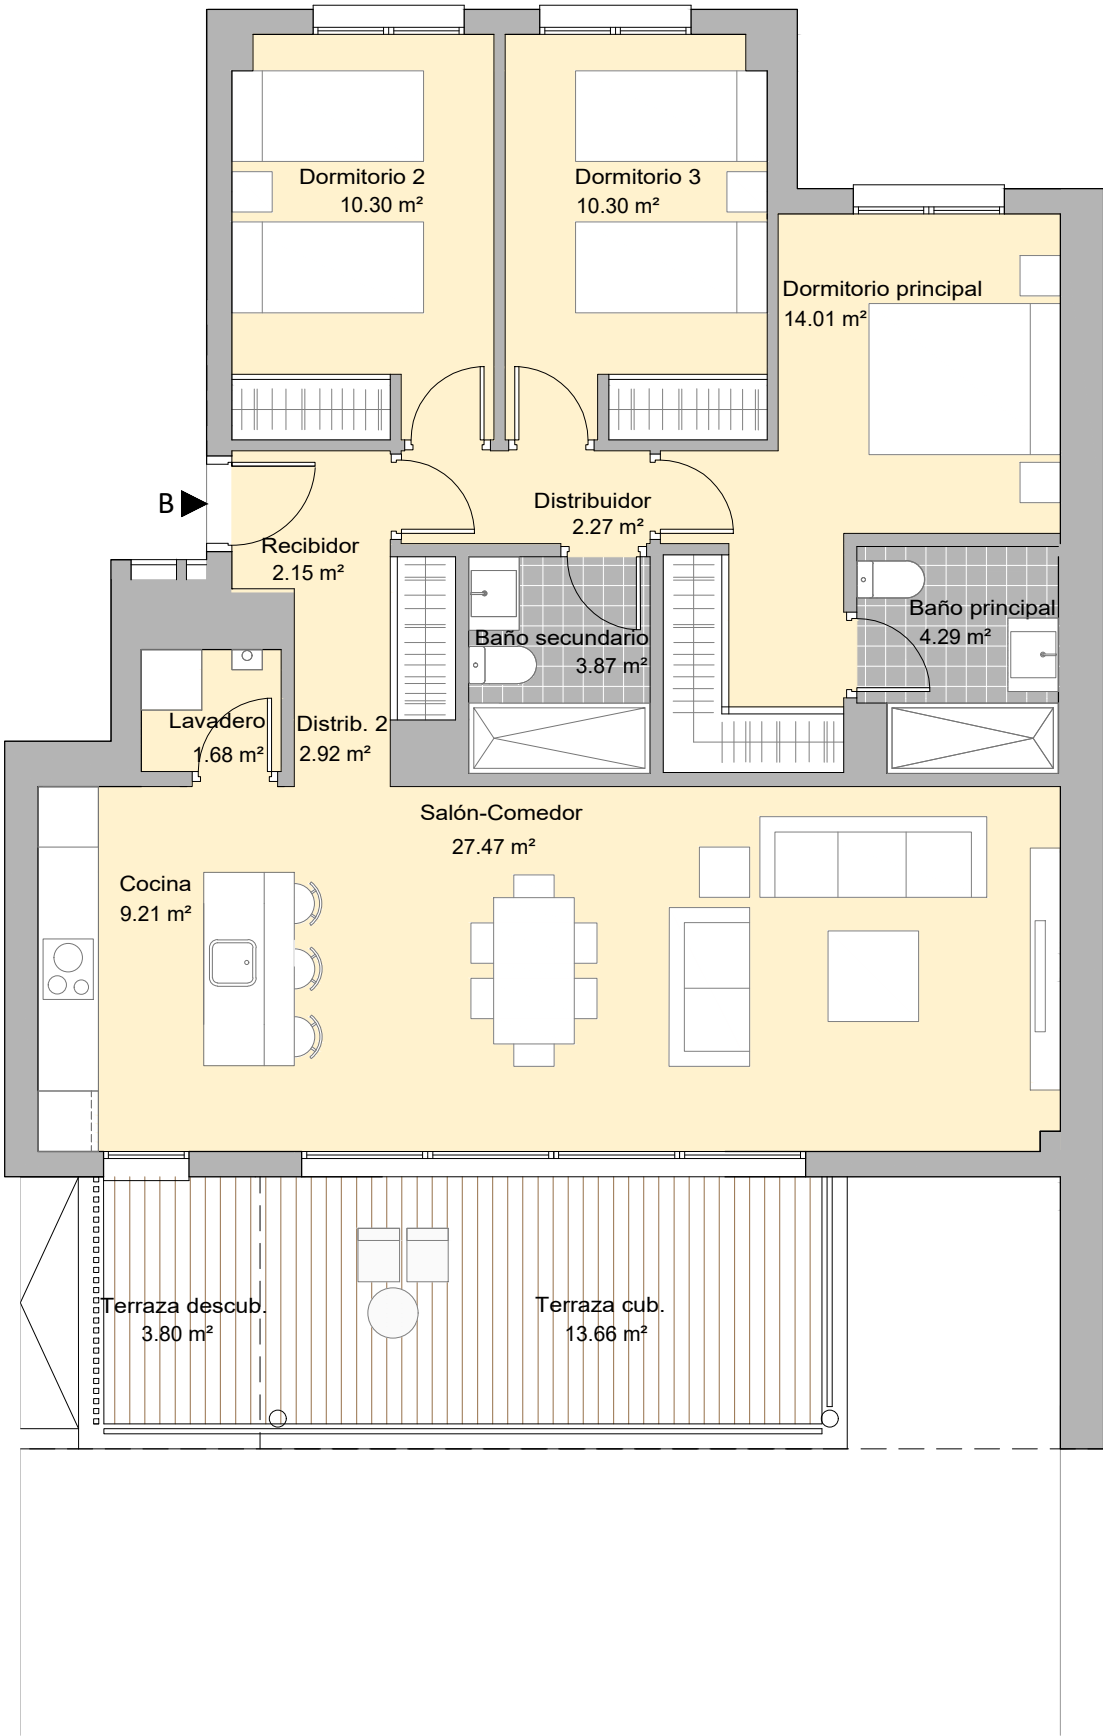 Dormitorio 2
10.30 m²
Dormitorio 3
10.30 m²
Dormitorio principal
14.01 m²
B
Distribuidor
2.27 m²
Recibidor
2.15 m²
Baño principal
4.29 m²
Baño secundario
3.87 m²
Lavadero
1.68 m²
Distrib. 2
2.92 m²
Salón-Comedor
27.47 m²
Cocina
9.21 m²
Terraza descub.
3.80 m²
Terraza cub.
13.66 m²